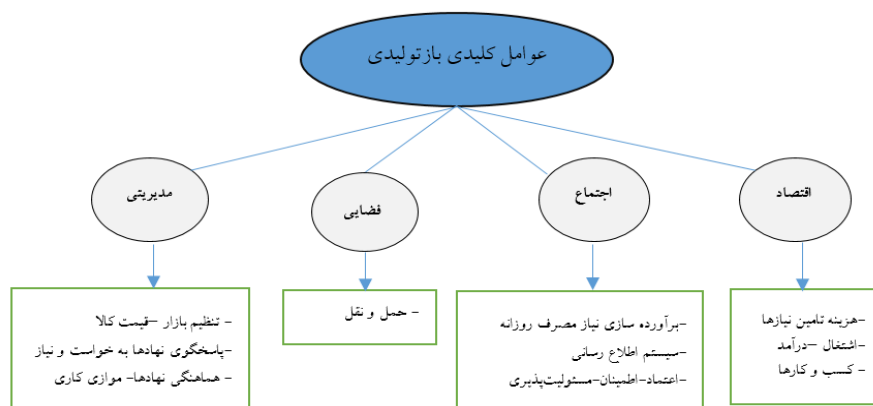 عوامل کلیدی بازتولیدی
اقتصاد
اجتماع
فضایی
مدیریتی
-هزینه تامین نیازها
-اشتغال –درآمد
- کسب و کارها
-برآورده سازی نیاز مصرف روزانه
-سیستم اطلاع رسانی
-اعتماد-اطمینان-مسئولیت‌پذیری
- حمل و نقل
- تنظیم بازار –قیمت کالا
-پاسخگوی نهادها به خواست و نیاز
- هماهنگی نهادها- موازی کاری